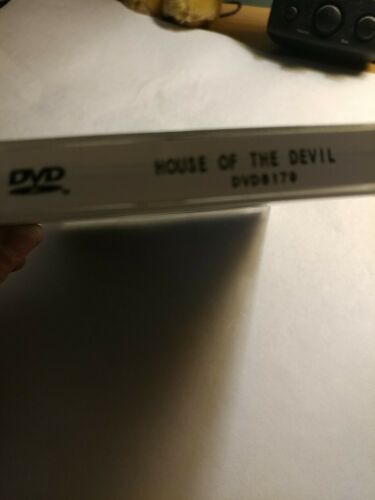 DVD
HOUSE OF THE DEVIL
DVD8179